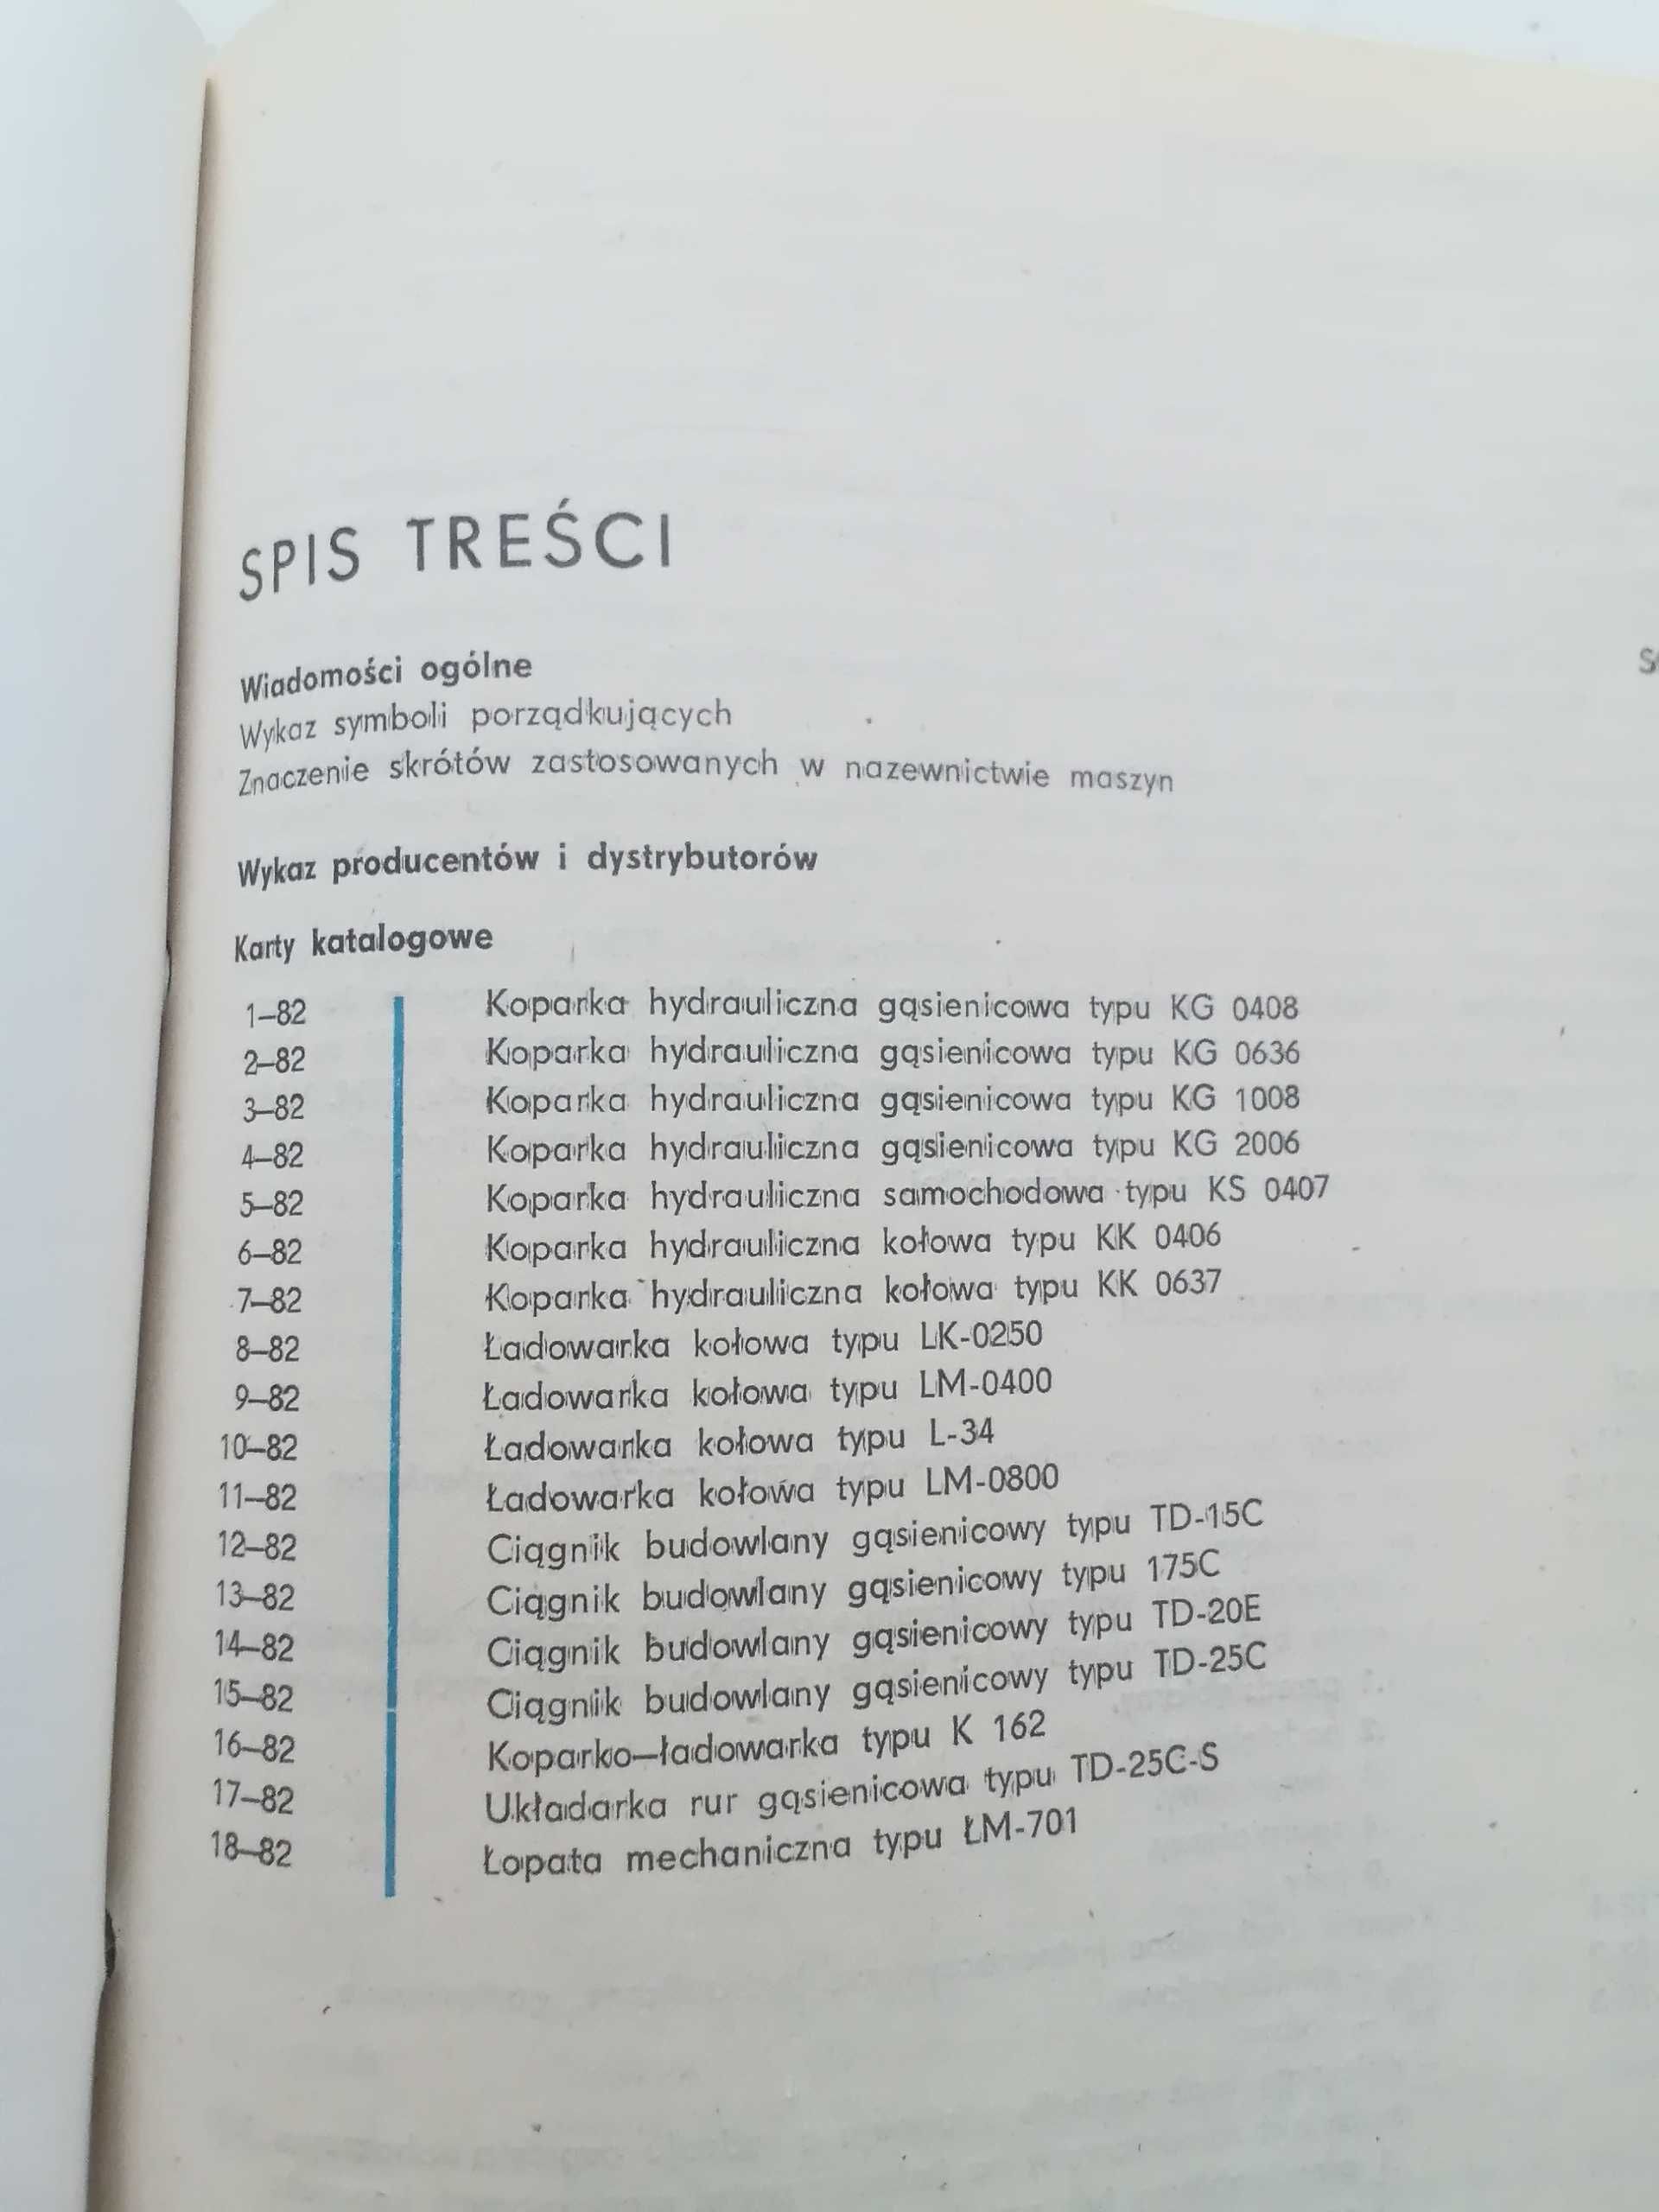 SPIS TREŚCI
Wiadomości ogólne
Wykaz symboli porządkujących
Znaczenie skrótów zastosowanych w nazewnictwie maszyn
Wykaz producentów i dystrybutorów
Karty katalogowe
1–82 Koparka hydrauliczna gąsienicowa typu KG 0408
2–82 Koparka hydrauliczna gąsienicowa typu KG 0636
3–82 Koparka hydrauliczna gąsienicowa typu KG 1008
4–82 Koparka hydrauliczna gąsienicowa typu KG 2006
5–82 Koparka hydrauliczna samochodowa typu KS 0407
6–82 Koparka hydrauliczna kołowa typu KK 0406
7–82 Koparka hydrauliczna kołowa typu KK 0637
8–82 Ładowarka kołowa typu LK-0250
9–82 Ładowarka kołowa typu LM-0400
10–82 Ładowarka kołowa typu L-34
11–82 Ładowarka kołowa typu LM-0800
12–82 Ciągnik budowlany gąsienicowy typu TD-15C
13–82 Ciągnik budowlany gąsienicowy typu 175C
14–82 Ciągnik budowlany gąsienicowy typu TD-20E
15–82 Ciągnik budowlany gąsienicowy typu TD-25C
16–82 Koparko–ładowarka typu K 162
17–82 Układarka rur gąsienicowa typu TD-25C-S
18–82 Łopata mechaniczna typu ŁM-701